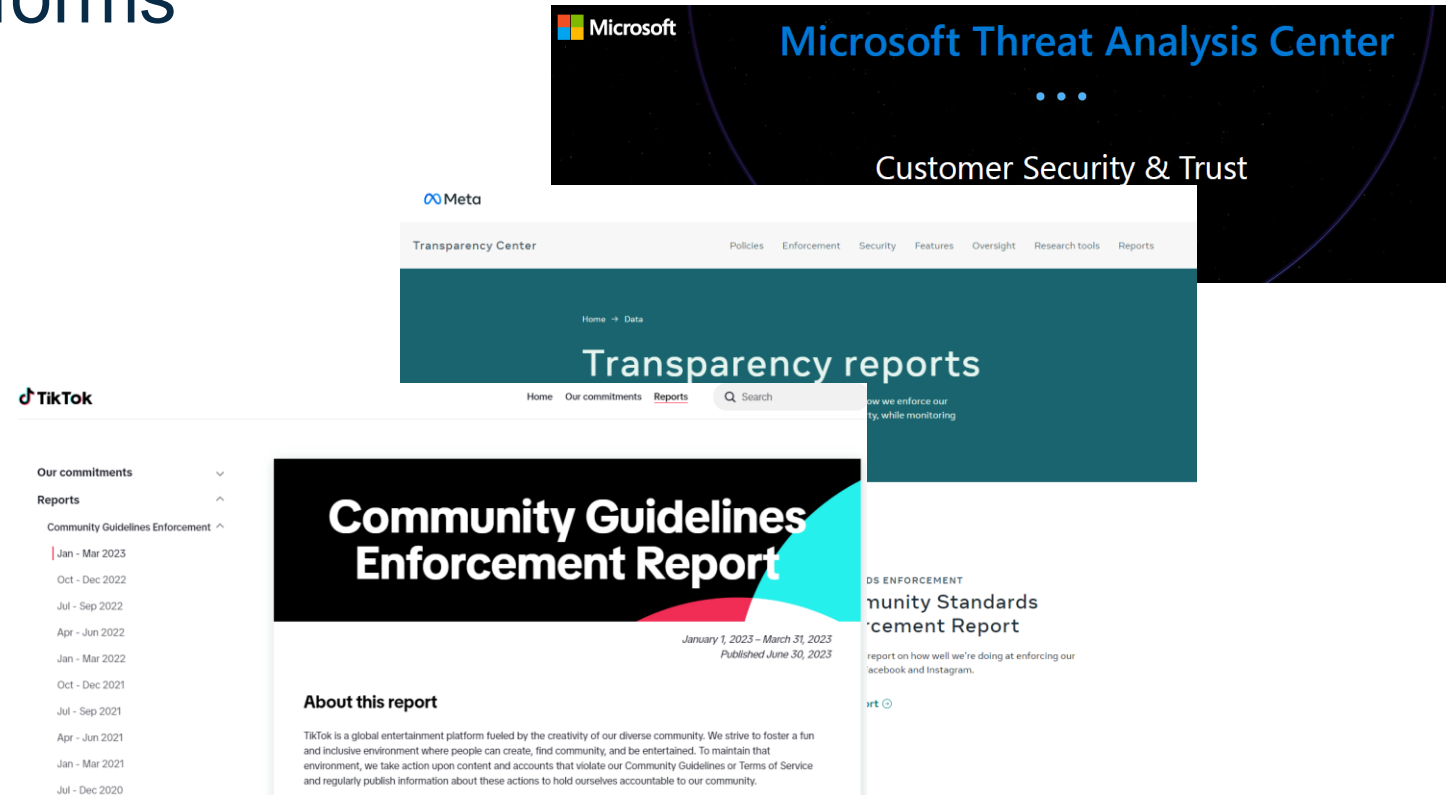 Microsoft
Microsoft Threat Analysis Center
Customer Security & Trust
Meta
Transparency Center
Policies Enforcement Security Features Oversight Research tools Reports
Home → Data
Transparency reports
we enforce our
while monitoring
TikTok
Home Our commitments Reports
Search
Our commitments
Reports
Community Guidelines Enforcement
Jan - Mar 2023
Oct - Dec 2022
Jul - Sep 2022
Apr - Jun 2022
Jan - Mar 2022
Oct - Dec 2021
Jul - Sep 2021
Apr - Jun 2021
Jan - Mar 2021
Jul - Dec 2020
Community Guidelines
Enforcement Report
January 1, 2023 – March 31, 2023
Published June 30, 2023
About this report
TikTok is a global entertainment platform fueled by the creativity of our diverse community. We strive to foster a fun
and inclusive environment where people can create, find community, and be entertained. To maintain that
environment, we take action upon content and accounts that violate our Community Guidelines or Terms of Service
and regularly publish information about these actions to hold ourselves accountable to our community.
ENFORCEMENT
Standards
Report
report on how well we're doing at enforcing our
and Instagram.